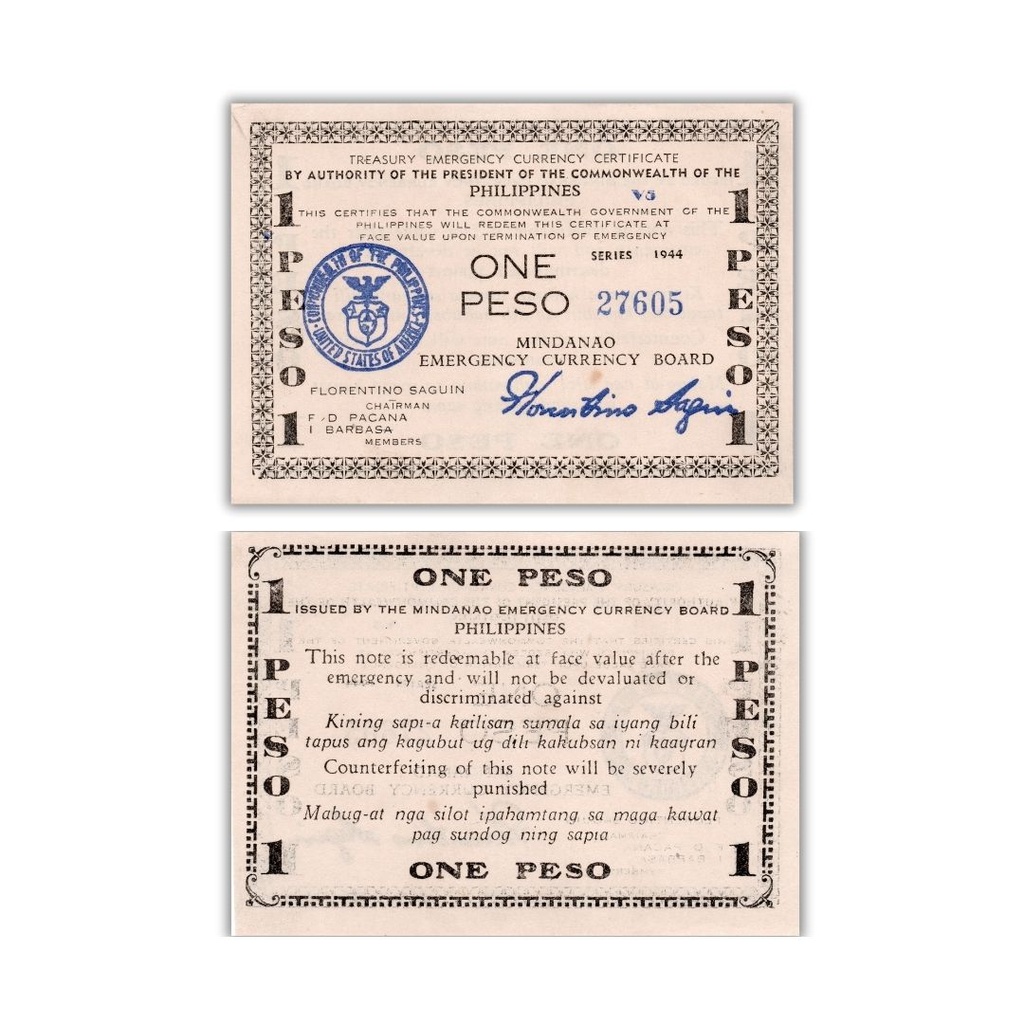 TREASURY EMERGENCY CURRENCY CERTIFICATE
BY AUTHORITY OF THE PRESIDENT OF THE COMMONWEALTH OF THE
PHILIPPINES
V5
1
1
THIS CERTIFIES THAT THE COMMONWEALTH GOVERNMENT OF THE
PHILIPPINES WILL REDEEM THIS CERTIFICATE AT
FACE VALUE UPON TERMINATION OF EMERGENCY
PESO
PESO
COMMONWEALTH OF THE PHILIPPINES
UNITED STATES OF AMERICA
ONE
PESO
SERIES 1944
27605
MINDANAO
EMERGENCY CURRENCY BOARD
FLORENTINO SAGUIN
CHAIRMAN
F D PACANA
I BARBASA
MEMBERS
Florentino Saguin
1
1
ONE PESO
1
1
ISSUED BY THE MINDANAO EMERGENCY CURRENCY BOARD
PHILIPPINES
PESO
PESO
This note is redeemable at face value after the
emergency and will not be devaluated or
discriminated against
Kining sapi-a kailisan sumala sa iyang bili
tapus ang kagubut ug dili kakubsan ni kaayran
Counterfeiting of this note will be severely
punished
Mabug-at nga silot ipahamtang sa maga kawat
pag sundog ning sapia
1
1
ONE PESO